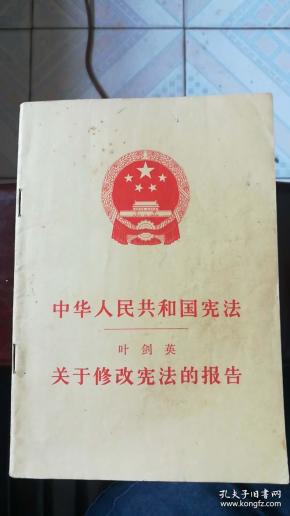 中华人民共和国宪法
叶剑英
关于修改宪法的报告
孔夫子旧书网
kongfz.com